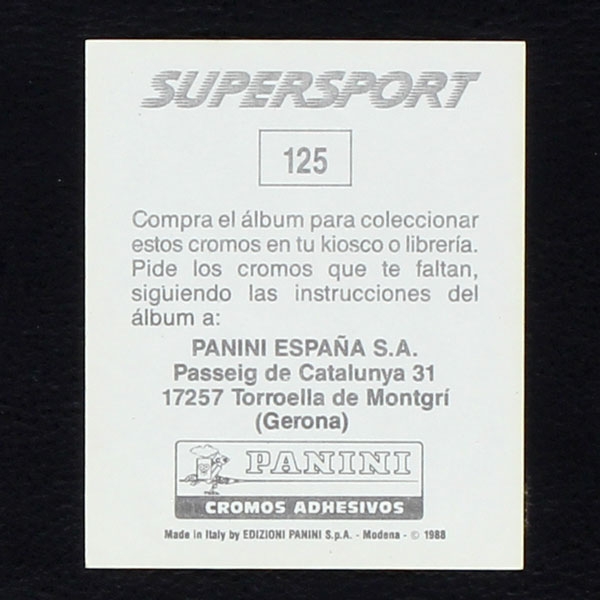 SUPERSPORT
125
Compra el álbum para coleccionar
estos cromos en tu kiosco o librería.
Pide los cromos que te faltan,
siguiendo las instrucciones del
álbum a:
PANINI ESPAÑA S.A.
Passeig de Catalunya 31
17257 Torroella de Montgrí
(Gerona)
PANINI
CROMOS ADHESIVOS
Made in Italy by EDIZIONI PANINI S.p.A. - Modena - © 1988